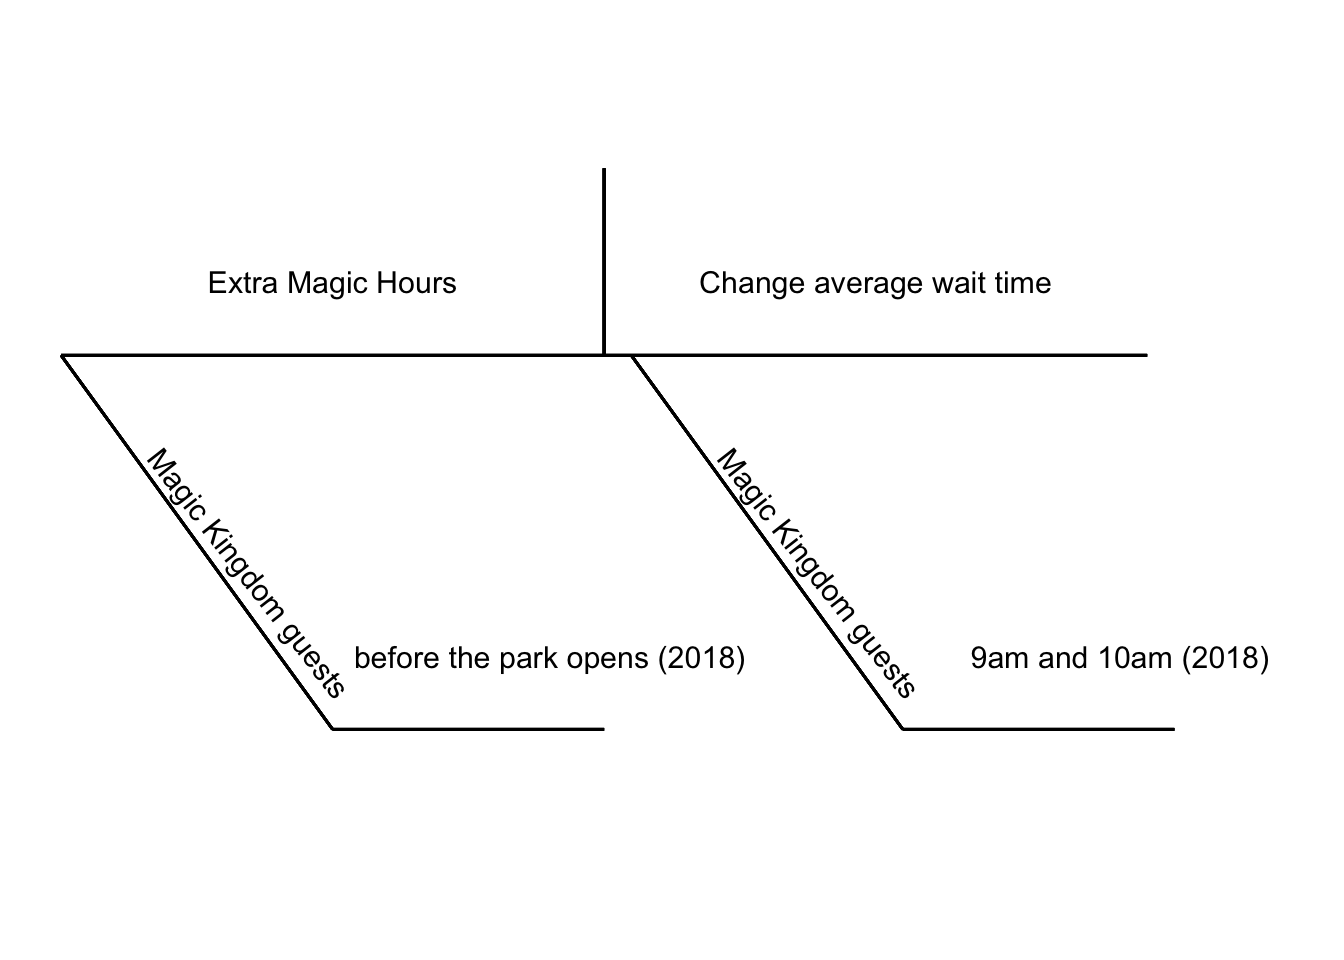 Extra Magic Hours
Change average wait time
Magic Kingdom guests
before the park opens (2018)
Magic Kingdom guests
9am and 10am (2018)